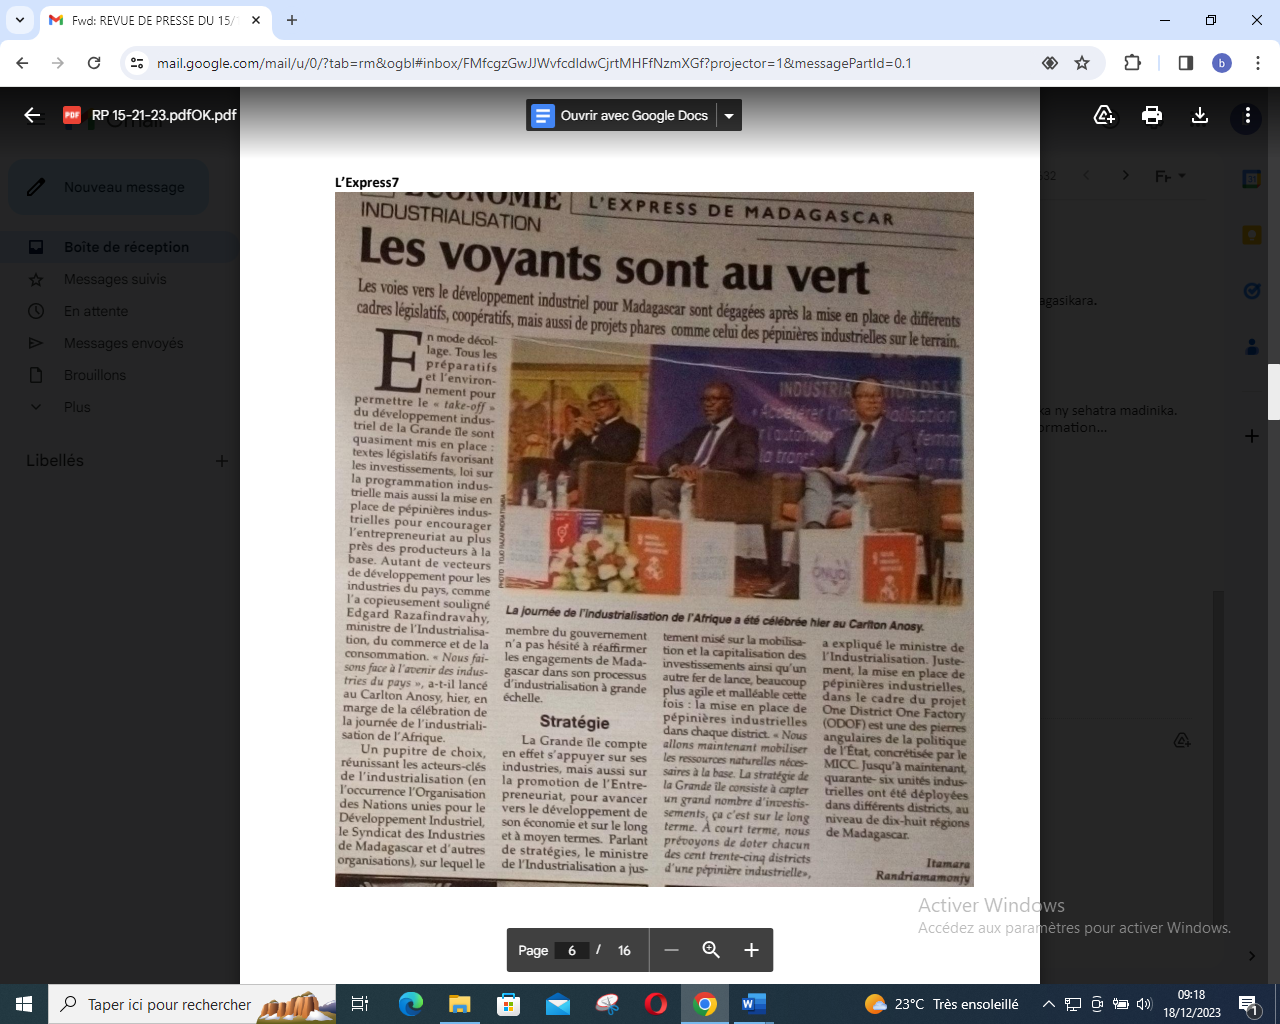 Fwd: REVUE DE PRESSE DU 15/
mail.google.com/mail/u/0/?tab=rm&ogbl#inbox/FMfcgzGwJJWvfcdldwCjrtMHFfNzmXGf?projector=1&messagePartId=0.1
b
PDF
RP 15-21-23.pdfOK.pdf
Ouvrir avec Google Docs
Nouveau message
Boîte de réception
Messages suivis
En attente
Messages envoyés
Brouillons
Plus
Libellés
agasikara.
ka ny sehatra madinika.
ormation...
L'Express7
ÉCONOMIE
L'EXPRESS DE MADAGASCAR
INDUSTRIALISATION
Les voyants sont au vert
Les voies vers le développement industriel pour Madagascar sont dégagées après la mise en place de différents
cadres législatifs, coopératifs, mais aussi de projets phares comme celui des pépinières industrielles sur le terrain.
En mode décol-
lage. Tous les
préparatifs
et l'environ-
nement pour
permettre le « take-off »
du développement indus-
triel de la Grande île sont
quasiment mis en place :
textes législatifs favorisant
les investissements, loi sur
la programmation indus-
trielle mais aussi la mise en
place de pépinières indus-
trielles pour encourager
l'entrepreneuriat au plus
près des producteurs à la
base. Autant de vecteurs
de développement pour les
industries du pays, comme
l'a copieusement souligné
Edgard Razafindravahy,
ministre de l'Industrialisa-
tion, du commerce et de la
consommation. « Nous fai-
sons face à l'avenir des indus-
tries du pays », a-t-il lancé
au Carlton Anosy, hier, en
marge de la célébration de
la journée de l'industriali-
sation de l'Afrique.
Un pupitre de choix,
réunissant les acteurs-clés
de l'industrialisation (en
l'occurrence l'Organisation
des Nations unies pour le
Développement Industriel,
le Syndicat des Industries
de Madagascar et d'autres
organisations), sur lequel le
INDUSTRIA TION DE L'A
Accélérer l'ind ialisation
r l'autonom femm
la trans un m
ONUDI
La journée de l'industrialisation de l'Afrique a été célébrée hier au Carlton Anosy.
membre du gouvernement
n'a pas hésité à réaffirmer
les engagements de Mada-
gascar dans son processus
d'industrialisation à grande
échelle.
Stratégie
La Grande île compte
en effet s'appuyer sur ses
industries, mais aussi sur
la promotion de l'Entre-
preneuriat, pour avancer
vers le développement de
son économie et sur le long
et à moyen termes. Parlant
de stratégies, le ministre
de l'Industrialisation a jus-
tement misé sur la mobilisa-
tion et la capitalisation des
investissements ainsi qu'un
autre fer de lance, beaucoup
plus agile et malléable cette
fois : la mise en place de
pépinières industrielles
dans chaque district. « Nous
allons maintenant mobiliser
les ressources naturelles néces-
saires à la base. La stratégie de
la Grande île consiste à capter
un grand nombre d'investis-
sements, ça c'est sur le long
terme. À court terme, nous
prévoyons de doter chacun
des cent trente-cinq districts
d'une pépinière industrielle»,
a expliqué le ministre de
l'Industrialisation. Juste-
ment, la mise en place de
pépinières industrielles,
dans le cadre du projet
One District One Factory
(ODOF) est une des pierres
angulaires de la politique
de l'État, concrétisée par le
MICC. Jusqu'à maintenant,
quarante- six unités indus-
trielles ont été déployées
dans différents districts, au
niveau de dix-huit régions
de Madagascar.
Itamara
Randriamamonjy
Activer Windows
Accédez aux paramètres pour activer Windows.
Page 6 / 16
Taper ici pour rechercher
23°C Très ensoleillé
09:18
18/12/2023
1